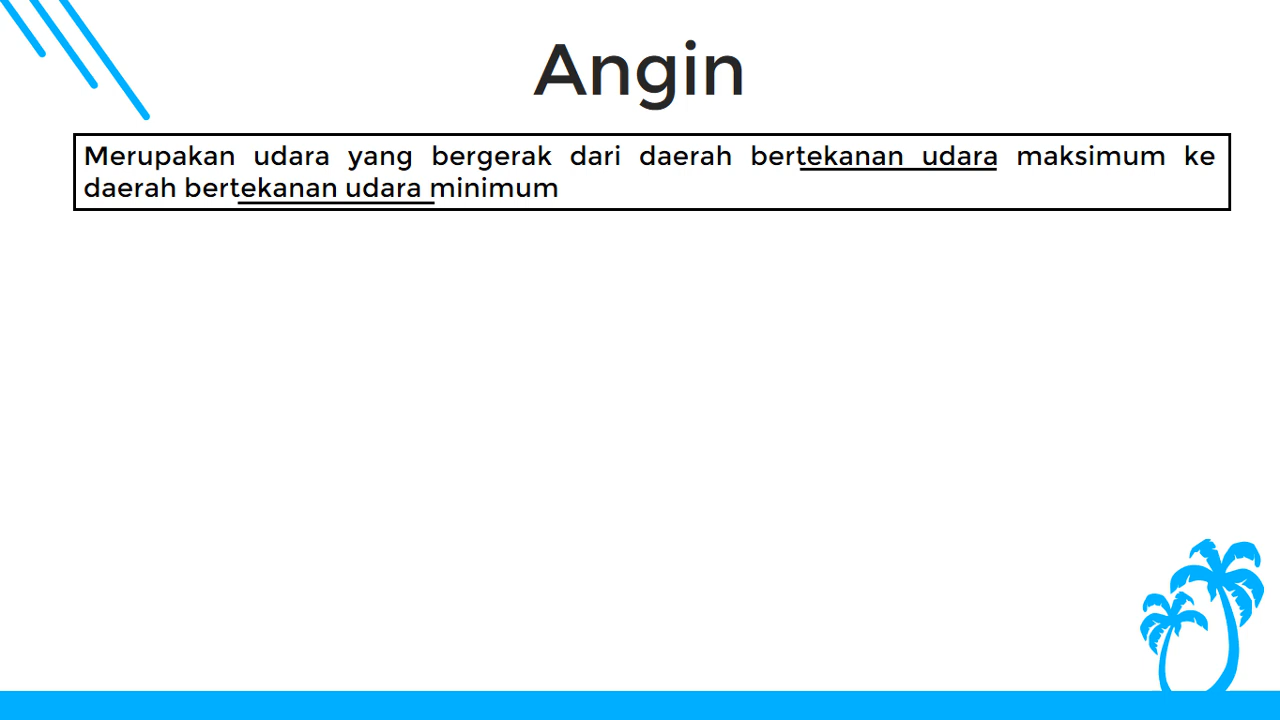 Angin
Merupakan udara yang bergerak dari daerah bertekanan udara maksimum ke
daerah bertekanan udara minimum